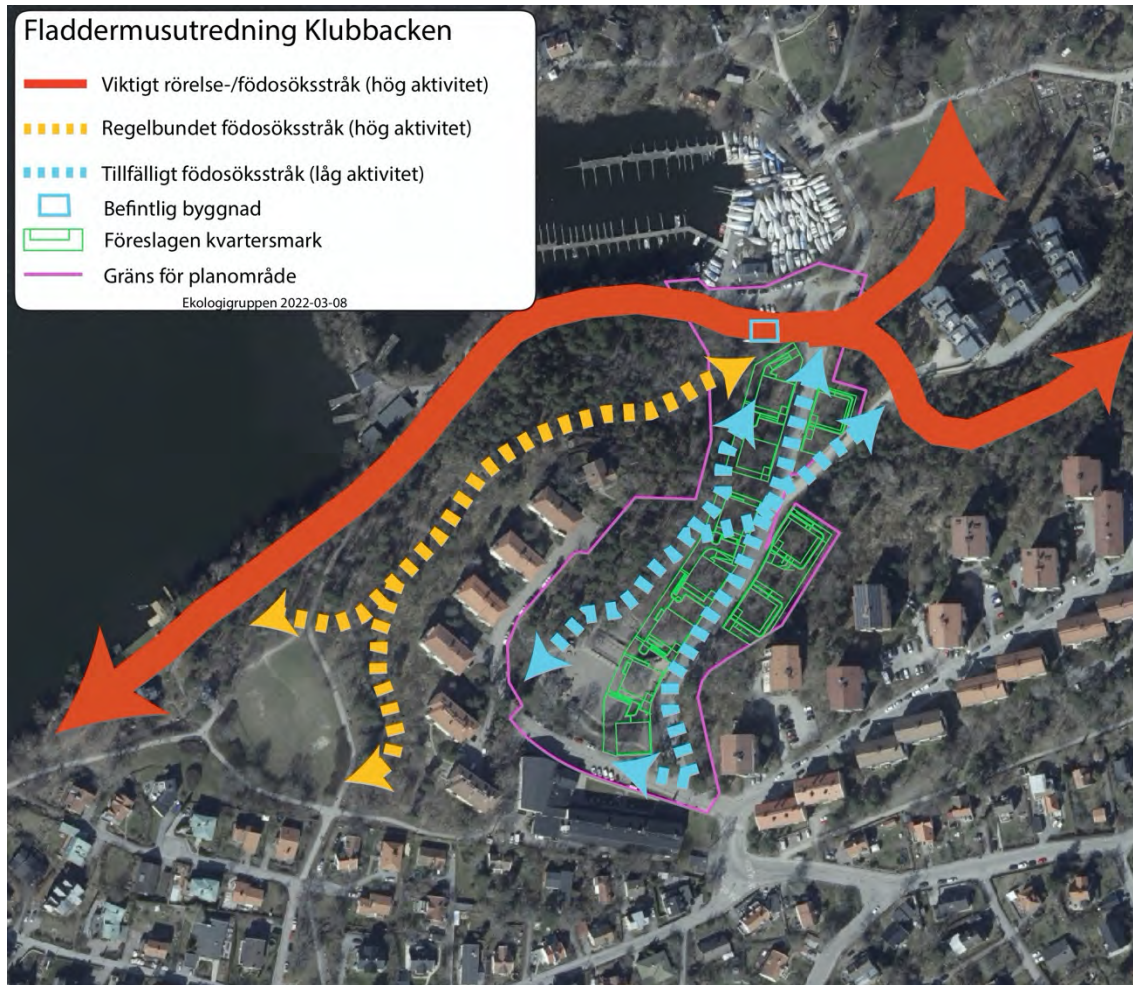 Fladdermusutredning Klubbacken
Viktigt rörelse-/födosöksstråk (hög aktivitet)
Regelbundet födosöksstråk (hög aktivitet)
Tillfälligt födosöksstråk (låg aktivitet)
Befintlig byggnad
Föreslagen kvartersmark
Gräns för planområde
Ekologigruppen 2022-03-08